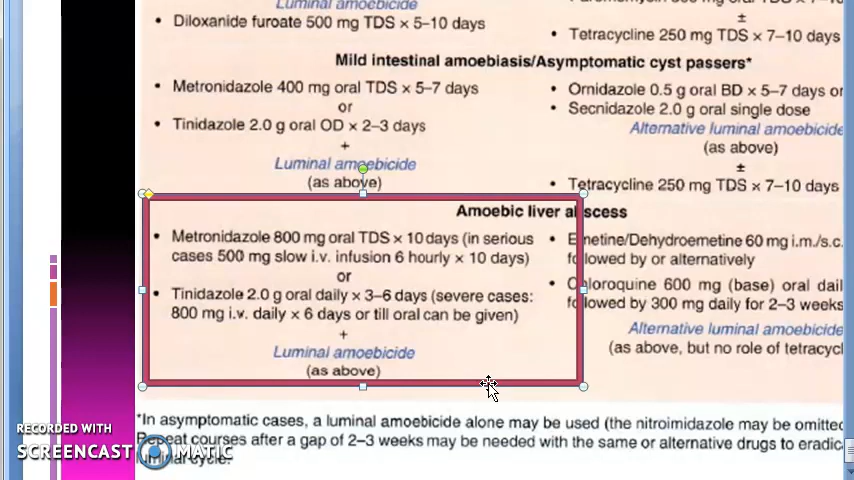 Luminal amoebicide
• Diloxanide furoate 500 mg TDS × 5–10 days
±
• Tetracycline 250 mg TDS × 7–10 days
Mild intestinal amoebiasis/Asymptomatic cyst passers*
• Metronidazole 400 mg oral TDS × 5–7 days
or
• Tinidazole 2.0 g oral OD × 2–3 days
+
Luminal amoebicide
(as above)
• Ornidazole 0.5 g oral BD × 5–7 days or
• Secnidazole 2.0 g oral single dose
Alternative luminal amoebicide
(as above)
±
• Tetracycline 250 mg TDS × 7–10 days
Amoebic liver abscess
• Metronidazole 800 mg oral TDS × 10 days (in serious
cases 500 mg slow i.v. infusion 6 hourly × 10 days)
or
• Tinidazole 2.0 g oral daily × 3–6 days (severe cases:
800 mg i.v. daily × 6 days or till oral can be given)
+
Luminal amoebicide
(as above)
• Emetine/Dehydroemetine 60 mg i.m./s.c.
followed by or alternatively
• Chloroquine 600 mg (base) oral dail
followed by 300 mg daily for 2–3 weeks
Alternative luminal amoebicide
(as above, but no role of tetracycl
*In asymptomatic cases, a luminal amoebicide alone may be used (the nitroimidazole may be omitted
Repeat courses after a gap of 2–3 weeks may be needed with the same or alternative drugs to eradic
luminal cycle.
RECORDED WITH
SCREENCAST MATIC